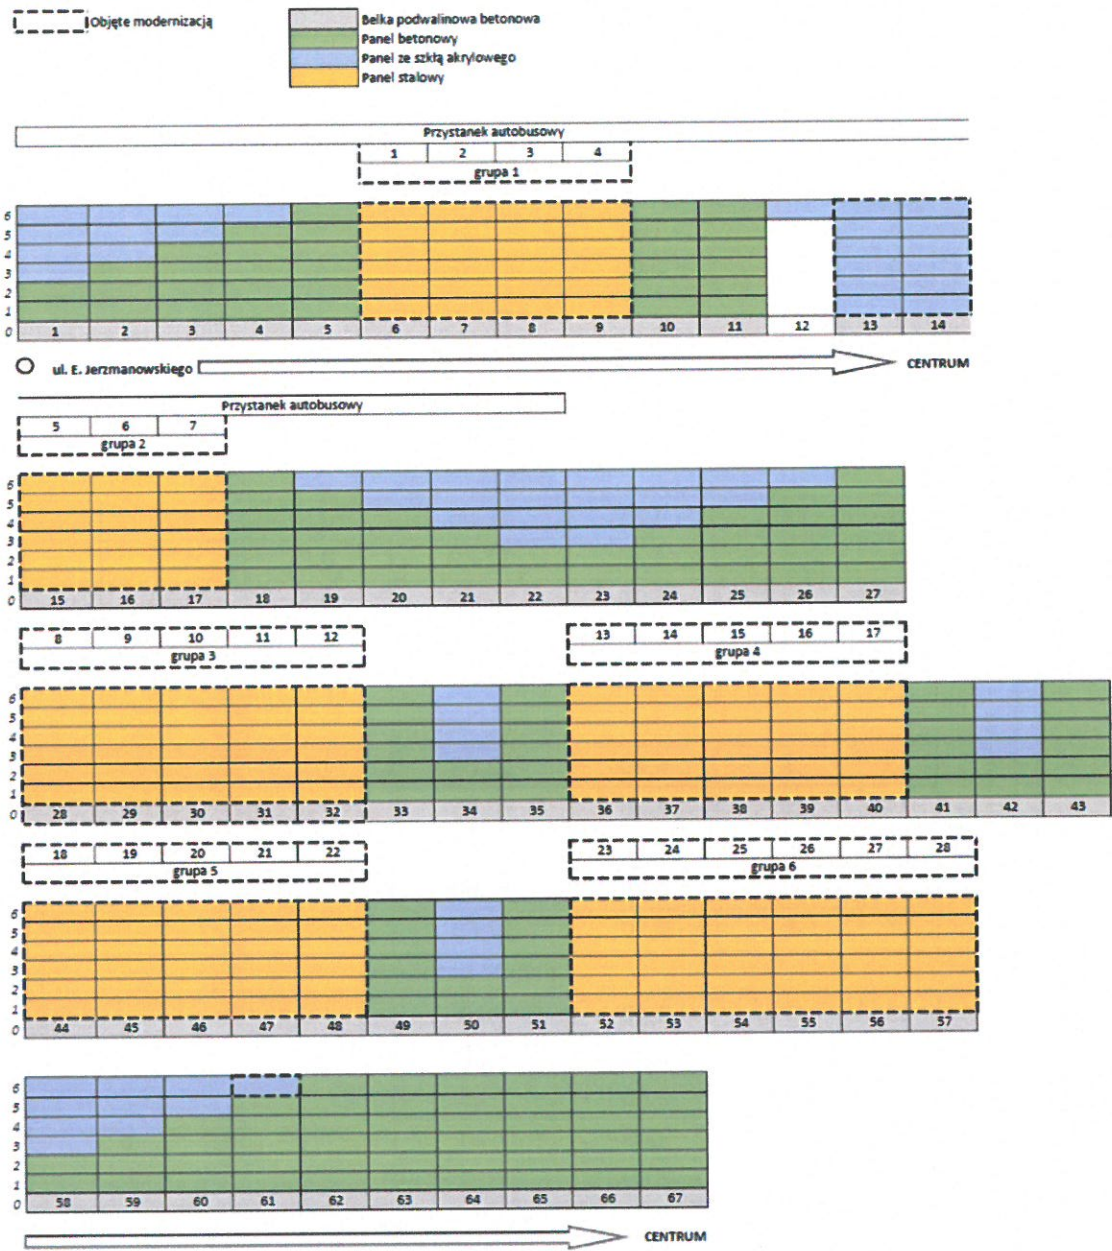 Objęte modernizacją
Belka podwalinowa betonowa
Panel betonowy
Panel ze szkłą akrylowego
Panel stalowy
Przystanek autobusowy
1 2 3 4
grupa 1
6
5
4
3
2
1
0 1 2 3 4 5 6 7 8 9 10 11 12 13 14
ul. E. Jerzmanowskiego CENTRUM
Przystanek autobusowy
5 6 7
grupa 2
6
5
4
3
2
1
0 15 16 17 18 19 20 21 22 23 24 25 26 27
8 9 10 11 12 13 14 15 16 17
grupa 3 grupa 4
6
5
4
3
2
1
0 28 29 30 31 32 33 34 35 36 37 38 39 40 41 42 43
18 19 20 21 22 23 24 25 26 27 28
grupa 5 grupa 6
6
5
4
3
2
1
0 44 45 46 47 48 49 50 51 52 53 54 55 56 57
6
5
4
3
2
1
0 58 59 60 61 62 63 64 65 66 67
CENTRUM